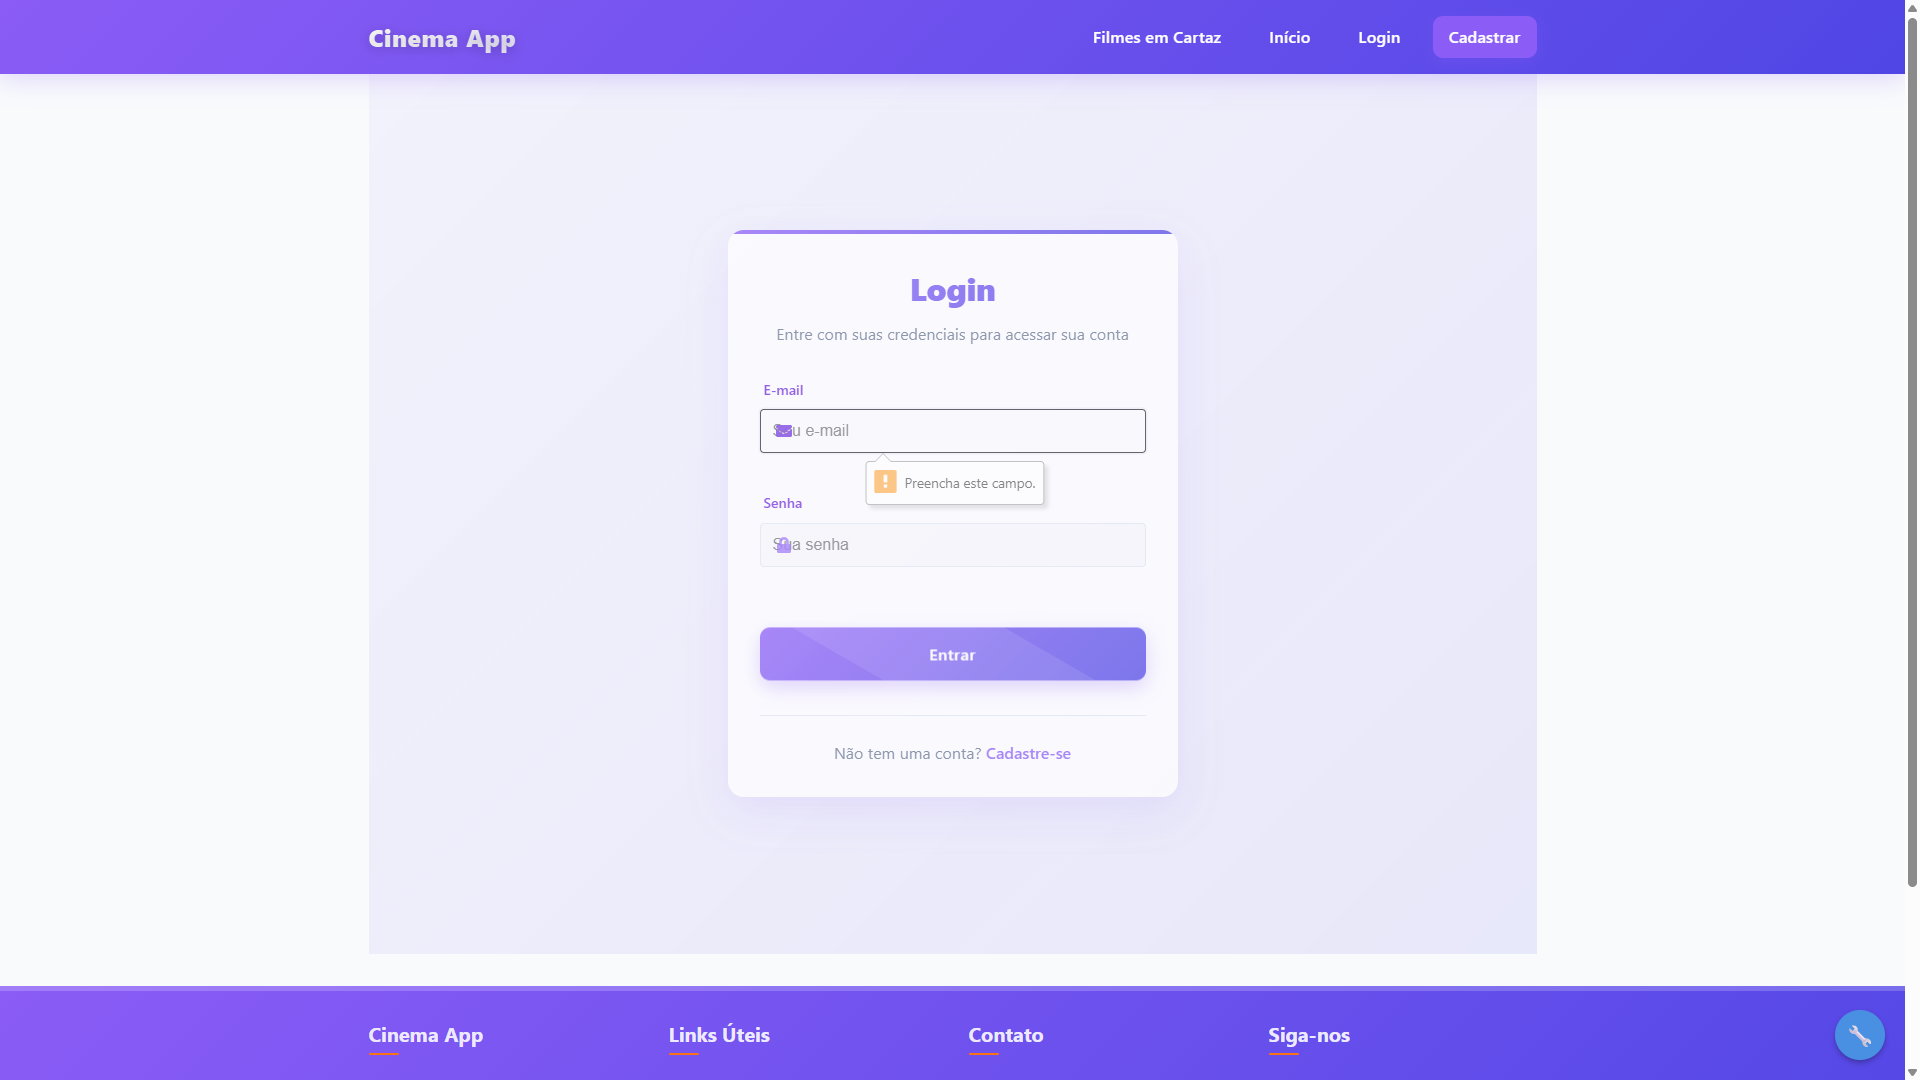 Cinema App
Filmes em Cartaz
Início
Login
Cadastrar
Login
Entre com suas credenciais para acessar sua conta
E-mail
Seu e-mail
Preencha este campo.
Senha
Sua senha
Entrar
Não tem uma conta? Cadastre-se
Cinema App
Links Úteis
Contato
Siga-nos